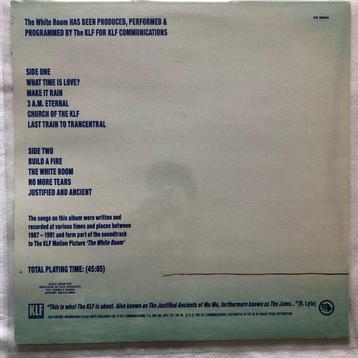 The White Room HAS BEEN PRODUCED, PERFORMED &
PROGRAMMED BY The KLF FOR KLF COMMUNICATIONS
SIDE ONE
WHAT TIME IS LOVE?
MAKE IT RAIN
3 A.M. ETERNAL
CHURCH OF THE KLF
LAST TRAIN TO TRANCENTRAL
SIDE TWO
BUILD A FIRE
THE WHITE ROOM
NO MORE TEARS
JUSTIFIED AND ANCIENT
The songs on this album were written and
recorded at various times and places between
1987 – 1991 and form part of the soundtrack
to The KLF Motion Picture 'The White Room'
TOTAL PLAYING TIME: (45:05)
KLF
"This is what The KLF is about. Also known as The Justified Ancients of Mu Mu, furthermore known as The Jams..." (R. Lyte)